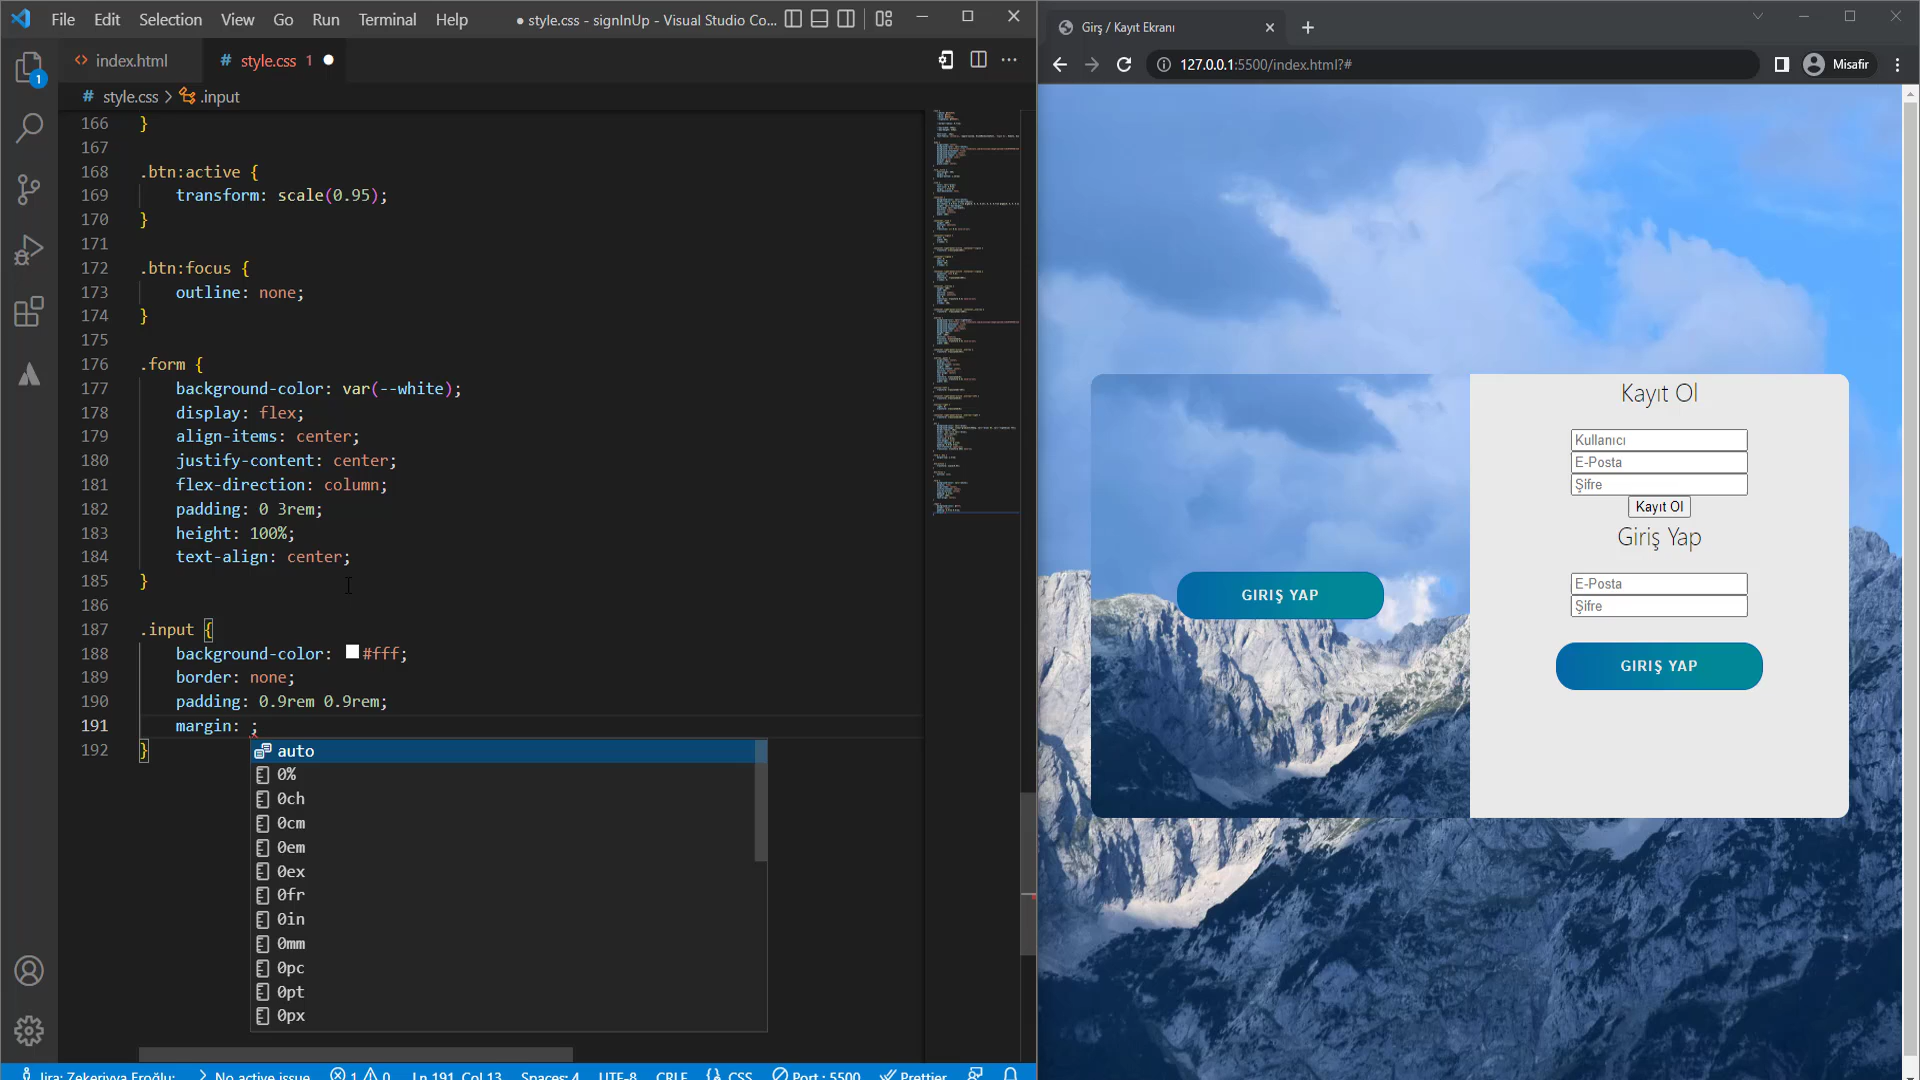 File Edit Selection View Go Run Terminal Help
● style.css - signInUp - Visual Studio Co...
index.html
# style.css 1
# style.css > .input
166 }
167
168 .btn:active {
169 transform: scale(0.95);
170 }
171
172 .btn:focus {
173 outline: none;
174 }
175
176 .form {
177 background-color: var(--white);
178 display: flex;
179 align-items: center;
180 justify-content: center;
181 flex-direction: column;
182 padding: 0 3rem;
183 height: 100%;
184 text-align: center;
185 }
186
187 .input {
188 background-color: #fff;
189 border: none;
190 padding: 0.9rem 0.9rem;
191 margin: ;
192 }
auto
0%
0ch
0cm
0em
0ex
0fr
0in
0mm
0pc
0pt
0px
1
Jira: Zekeriyya Eroğlu: No active issue 1 0 Ln 191, Col 13 Spaces: 4 UTF-8 CRLF {} CSS Port : 5500 Prettier
Girş / Kayıt Ekranı
127.0.0.1:5500/index.html?#
Misafir
Kayıt Ol
Kullanıcı
E-Posta
Şifre
Kayıt Ol
Giriş Yap
E-Posta
Şifre
GIRIŞ YAP
GIRIŞ YAP